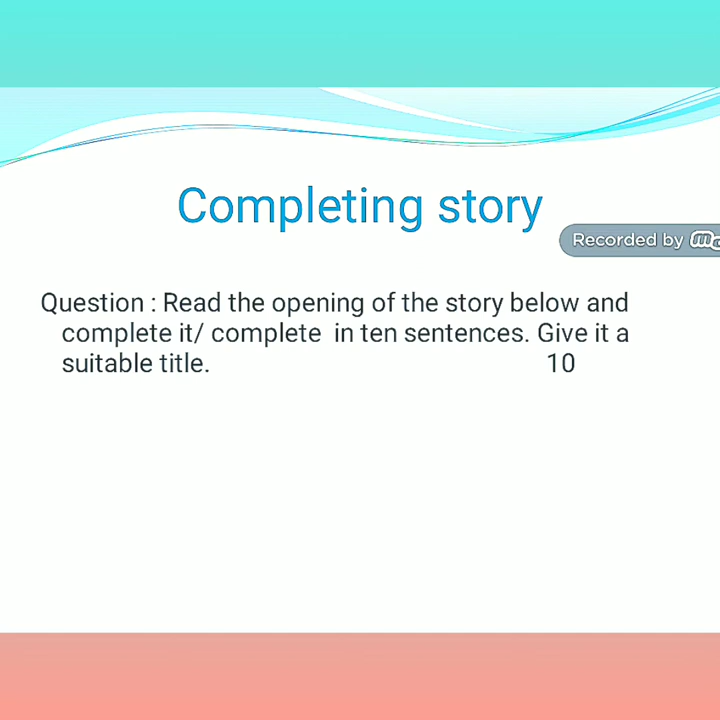 Completing story
Recorded by
Question : Read the opening of the story below and
complete it/ complete in ten sentences. Give it a
suitable title. 10